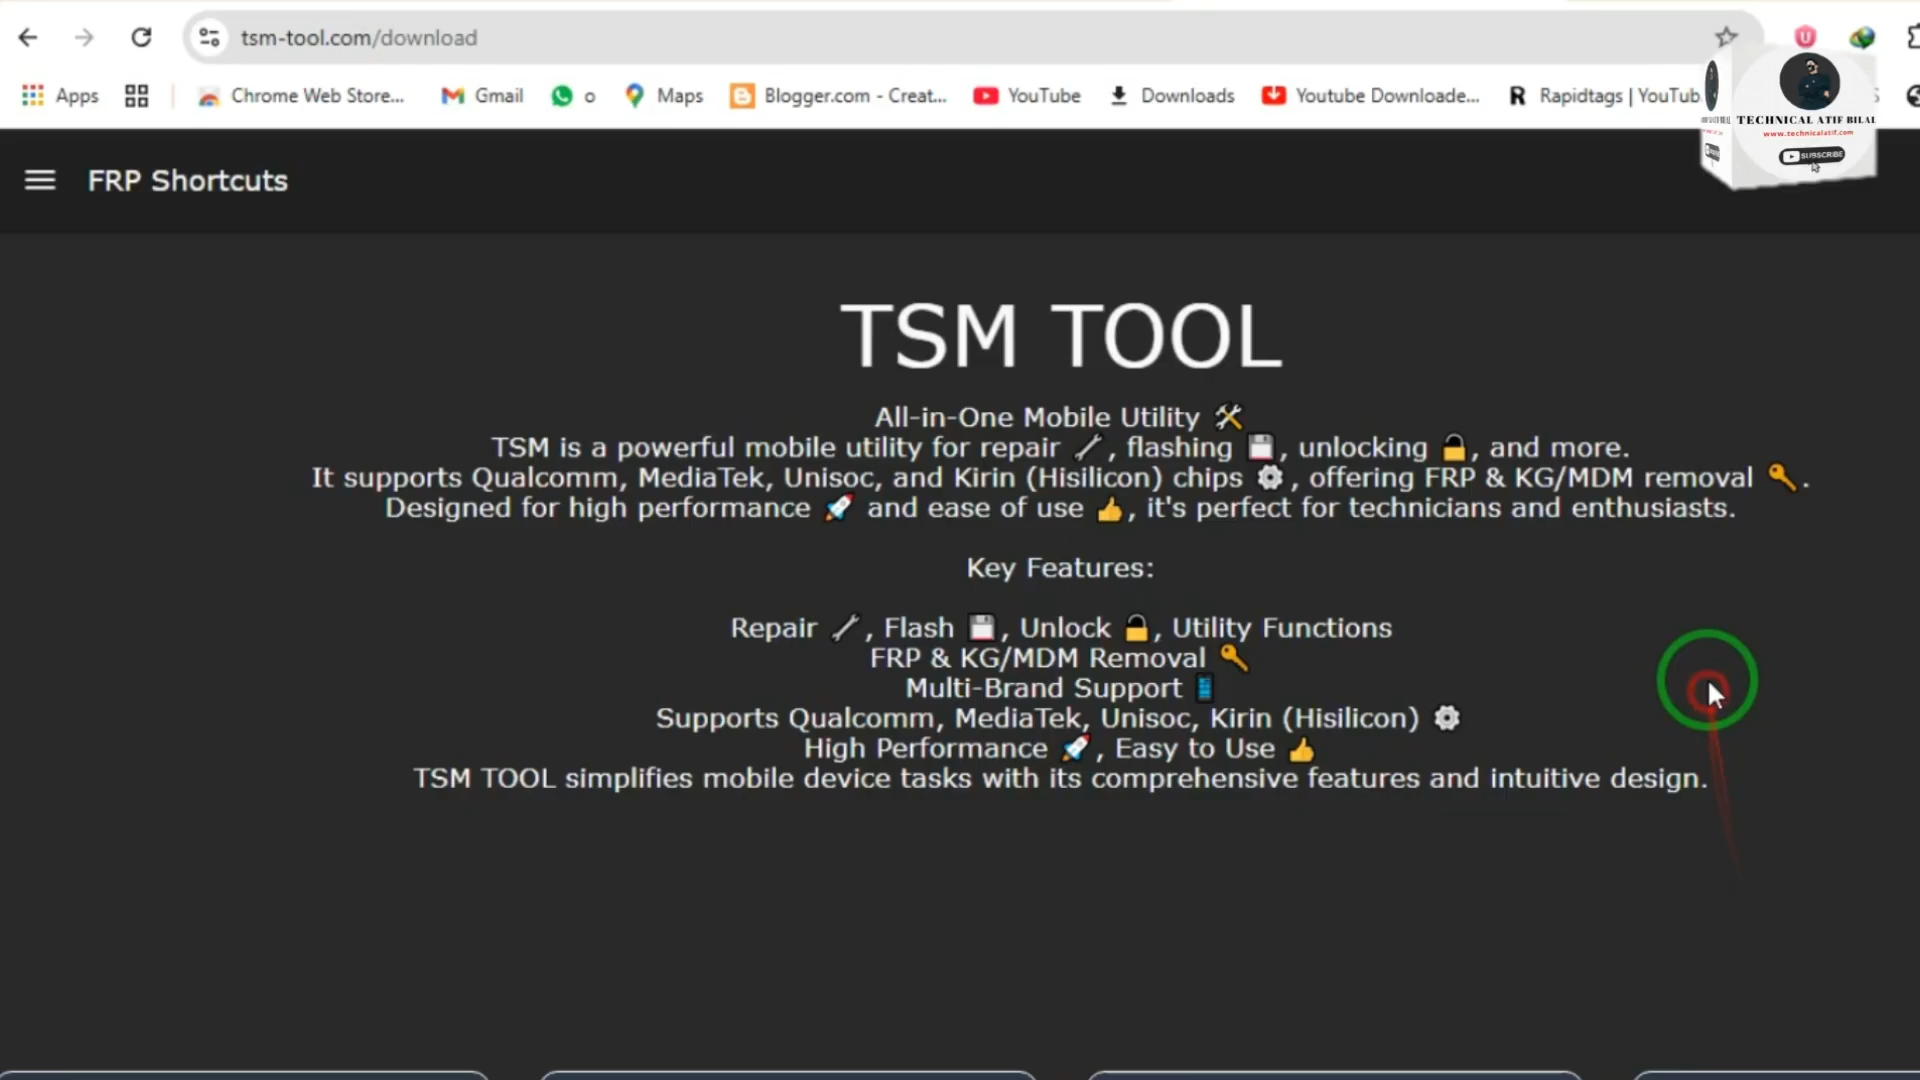 tsm-tool.com/download
Apps Chrome Web Store... Gmail o Maps Blogger.com - Creat... YouTube Downloads Youtube Downloade... Rapidtags | YouTub
TECHNICAL ATIF BILAL
www.technicalatif.com
SUBSCRIBE
FRP Shortcuts
TSM TOOL
All-in-One Mobile Utility 🛠
TSM is a powerful mobile utility for repair 🔧, flashing 💾, unlocking 🔓, and more.
It supports Qualcomm, MediaTek, Unisoc, and Kirin (Hisilicon) chips ⚙, offering FRP & KG/MDM removal 🔑.
Designed for high performance 🚀 and ease of use 👍, it's perfect for technicians and enthusiasts.
Key Features:
Repair 🔧, Flash 💾, Unlock 🔓, Utility Functions
FRP & KG/MDM Removal 🔑
Multi-Brand Support 📱
Supports Qualcomm, MediaTek, Unisoc, Kirin (Hisilicon) ⚙
High Performance 🚀, Easy to Use 👍
TSM TOOL simplifies mobile device tasks with its comprehensive features and intuitive design.